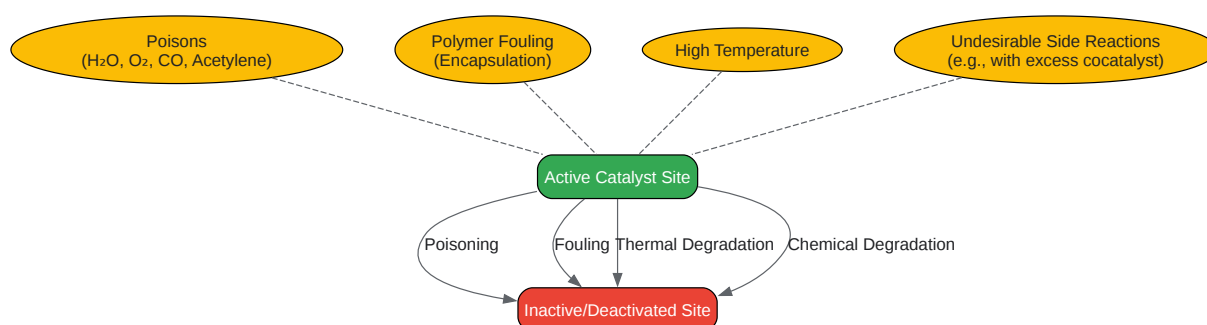 Poisons
(H₂O, O₂, CO, Acetylene)
Polymer Fouling
(Encapsulation)
High Temperature
Undesirable Side Reactions
(e.g., with excess cocatalyst)
Active Catalyst Site
Poisoning
Fouling
Thermal Degradation
Chemical Degradation
Inactive/Deactivated Site